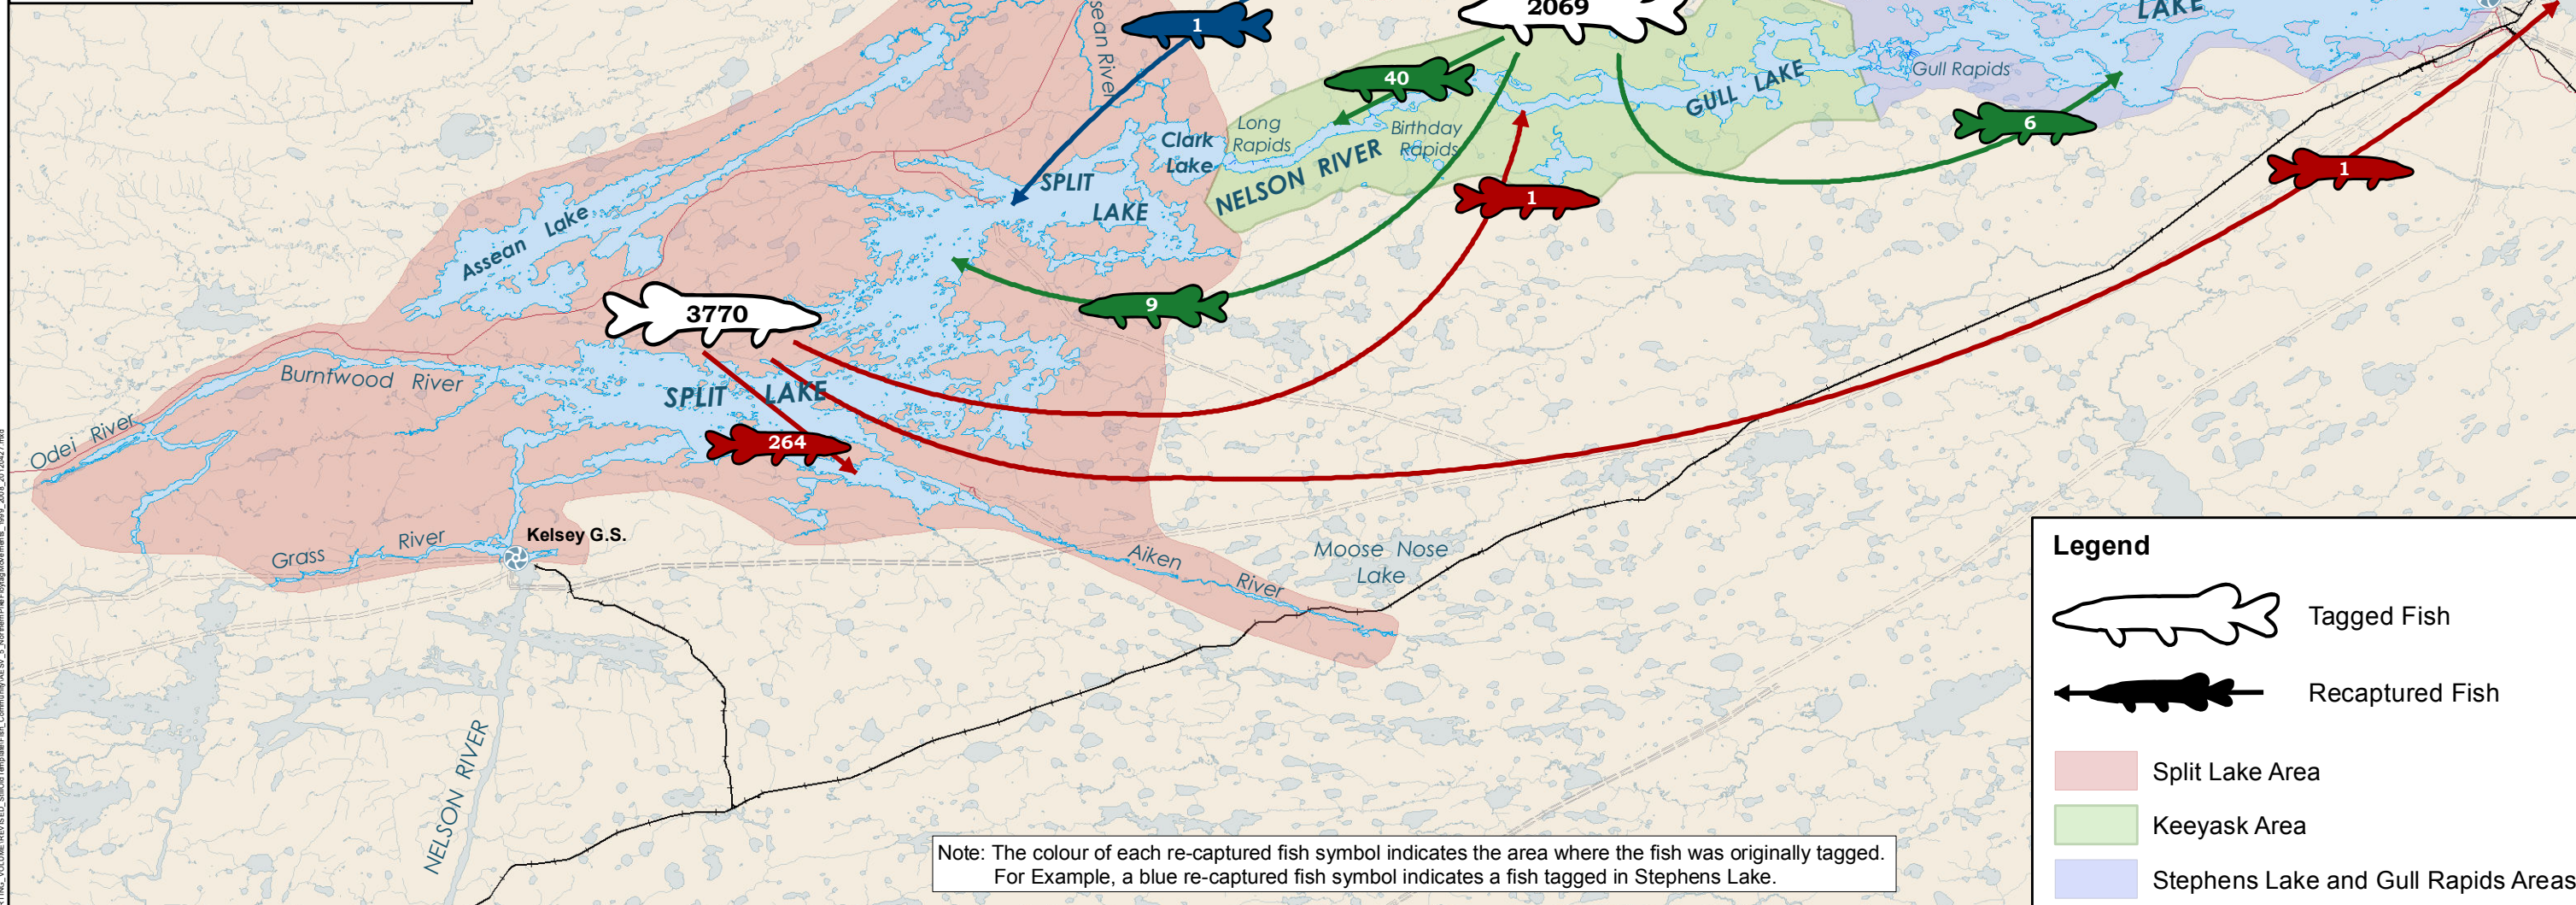 2069
LAKE
1
sean River
40
GULL LAKE
Gull Rapids
6
Long
Rapids
Birthday
Rapids
Clark
Lake
NELSON RIVER
1
1
SPLIT
LAKE
Assean Lake
9
3770
Burntwood River
SPLIT LAKE
264
Odei River
Kelsey G.S.
Grass River
Aiken River
Moose Nose
Lake
NELSON RIVER
Legend
Tagged Fish
Recaptured Fish
Split Lake Area
Keeyask Area
Stephens Lake and Gull Rapids Areas
Note: The colour of each re-captured fish symbol indicates the area where the fish was originally tagged.
For Example, a blue re-captured fish symbol indicates a fish tagged in Stephens Lake.